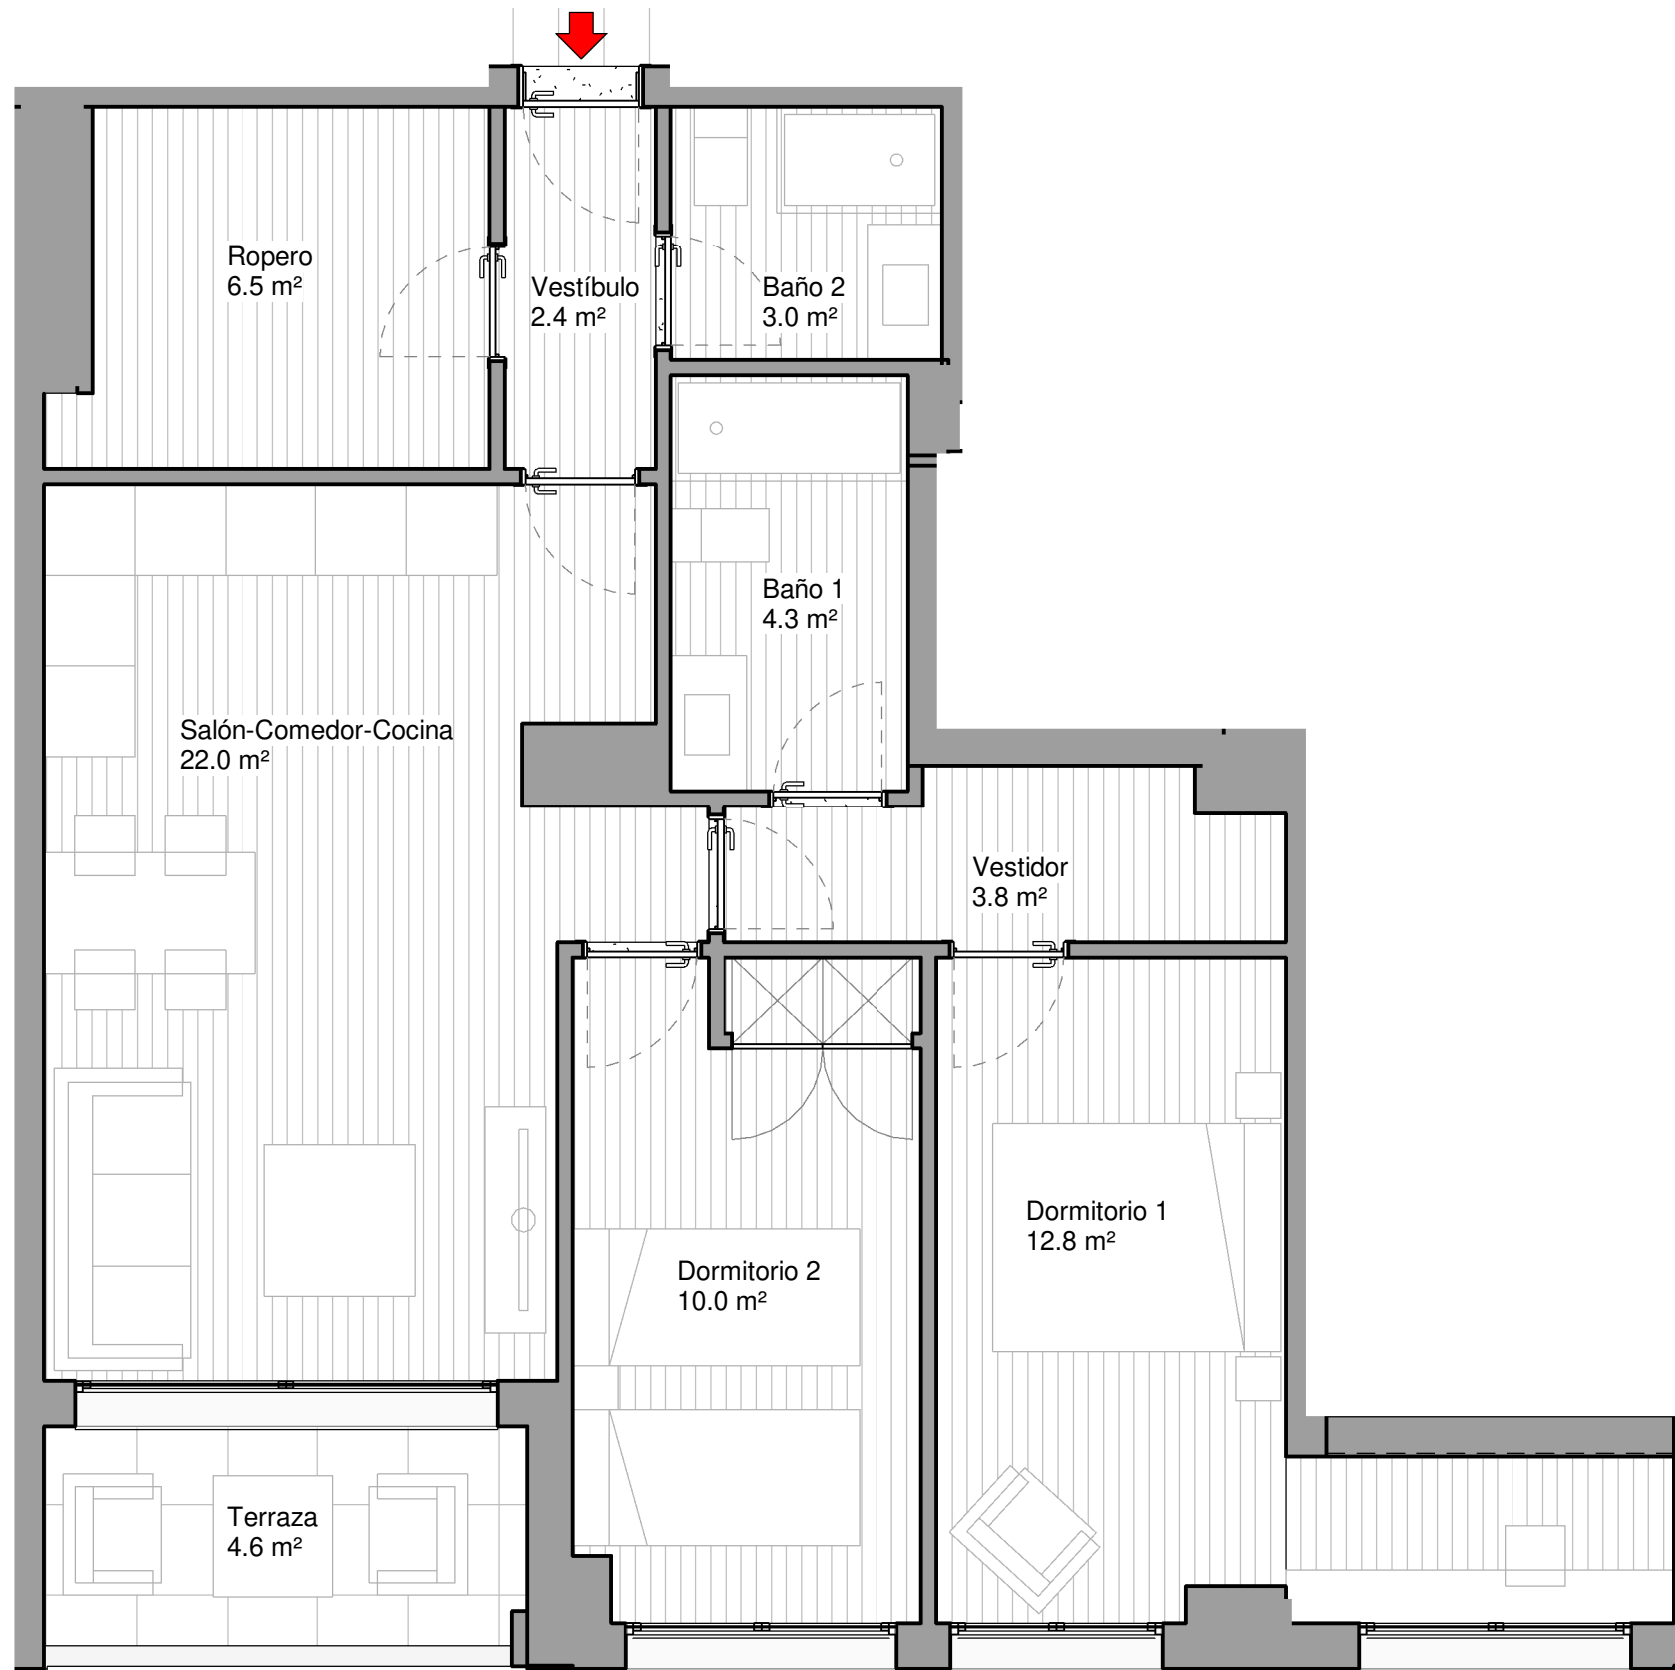 Ropero
6.5 m²
Vestíbulo
2.4 m²
Baño 2
3.0 m²
Baño 1
4.3 m²
Salón-Comedor-Cocina
22.0 m²
Vestidor
3.8 m²
Dormitorio 1
12.8 m²
Dormitorio 2
10.0 m²
Terraza
4.6 m²